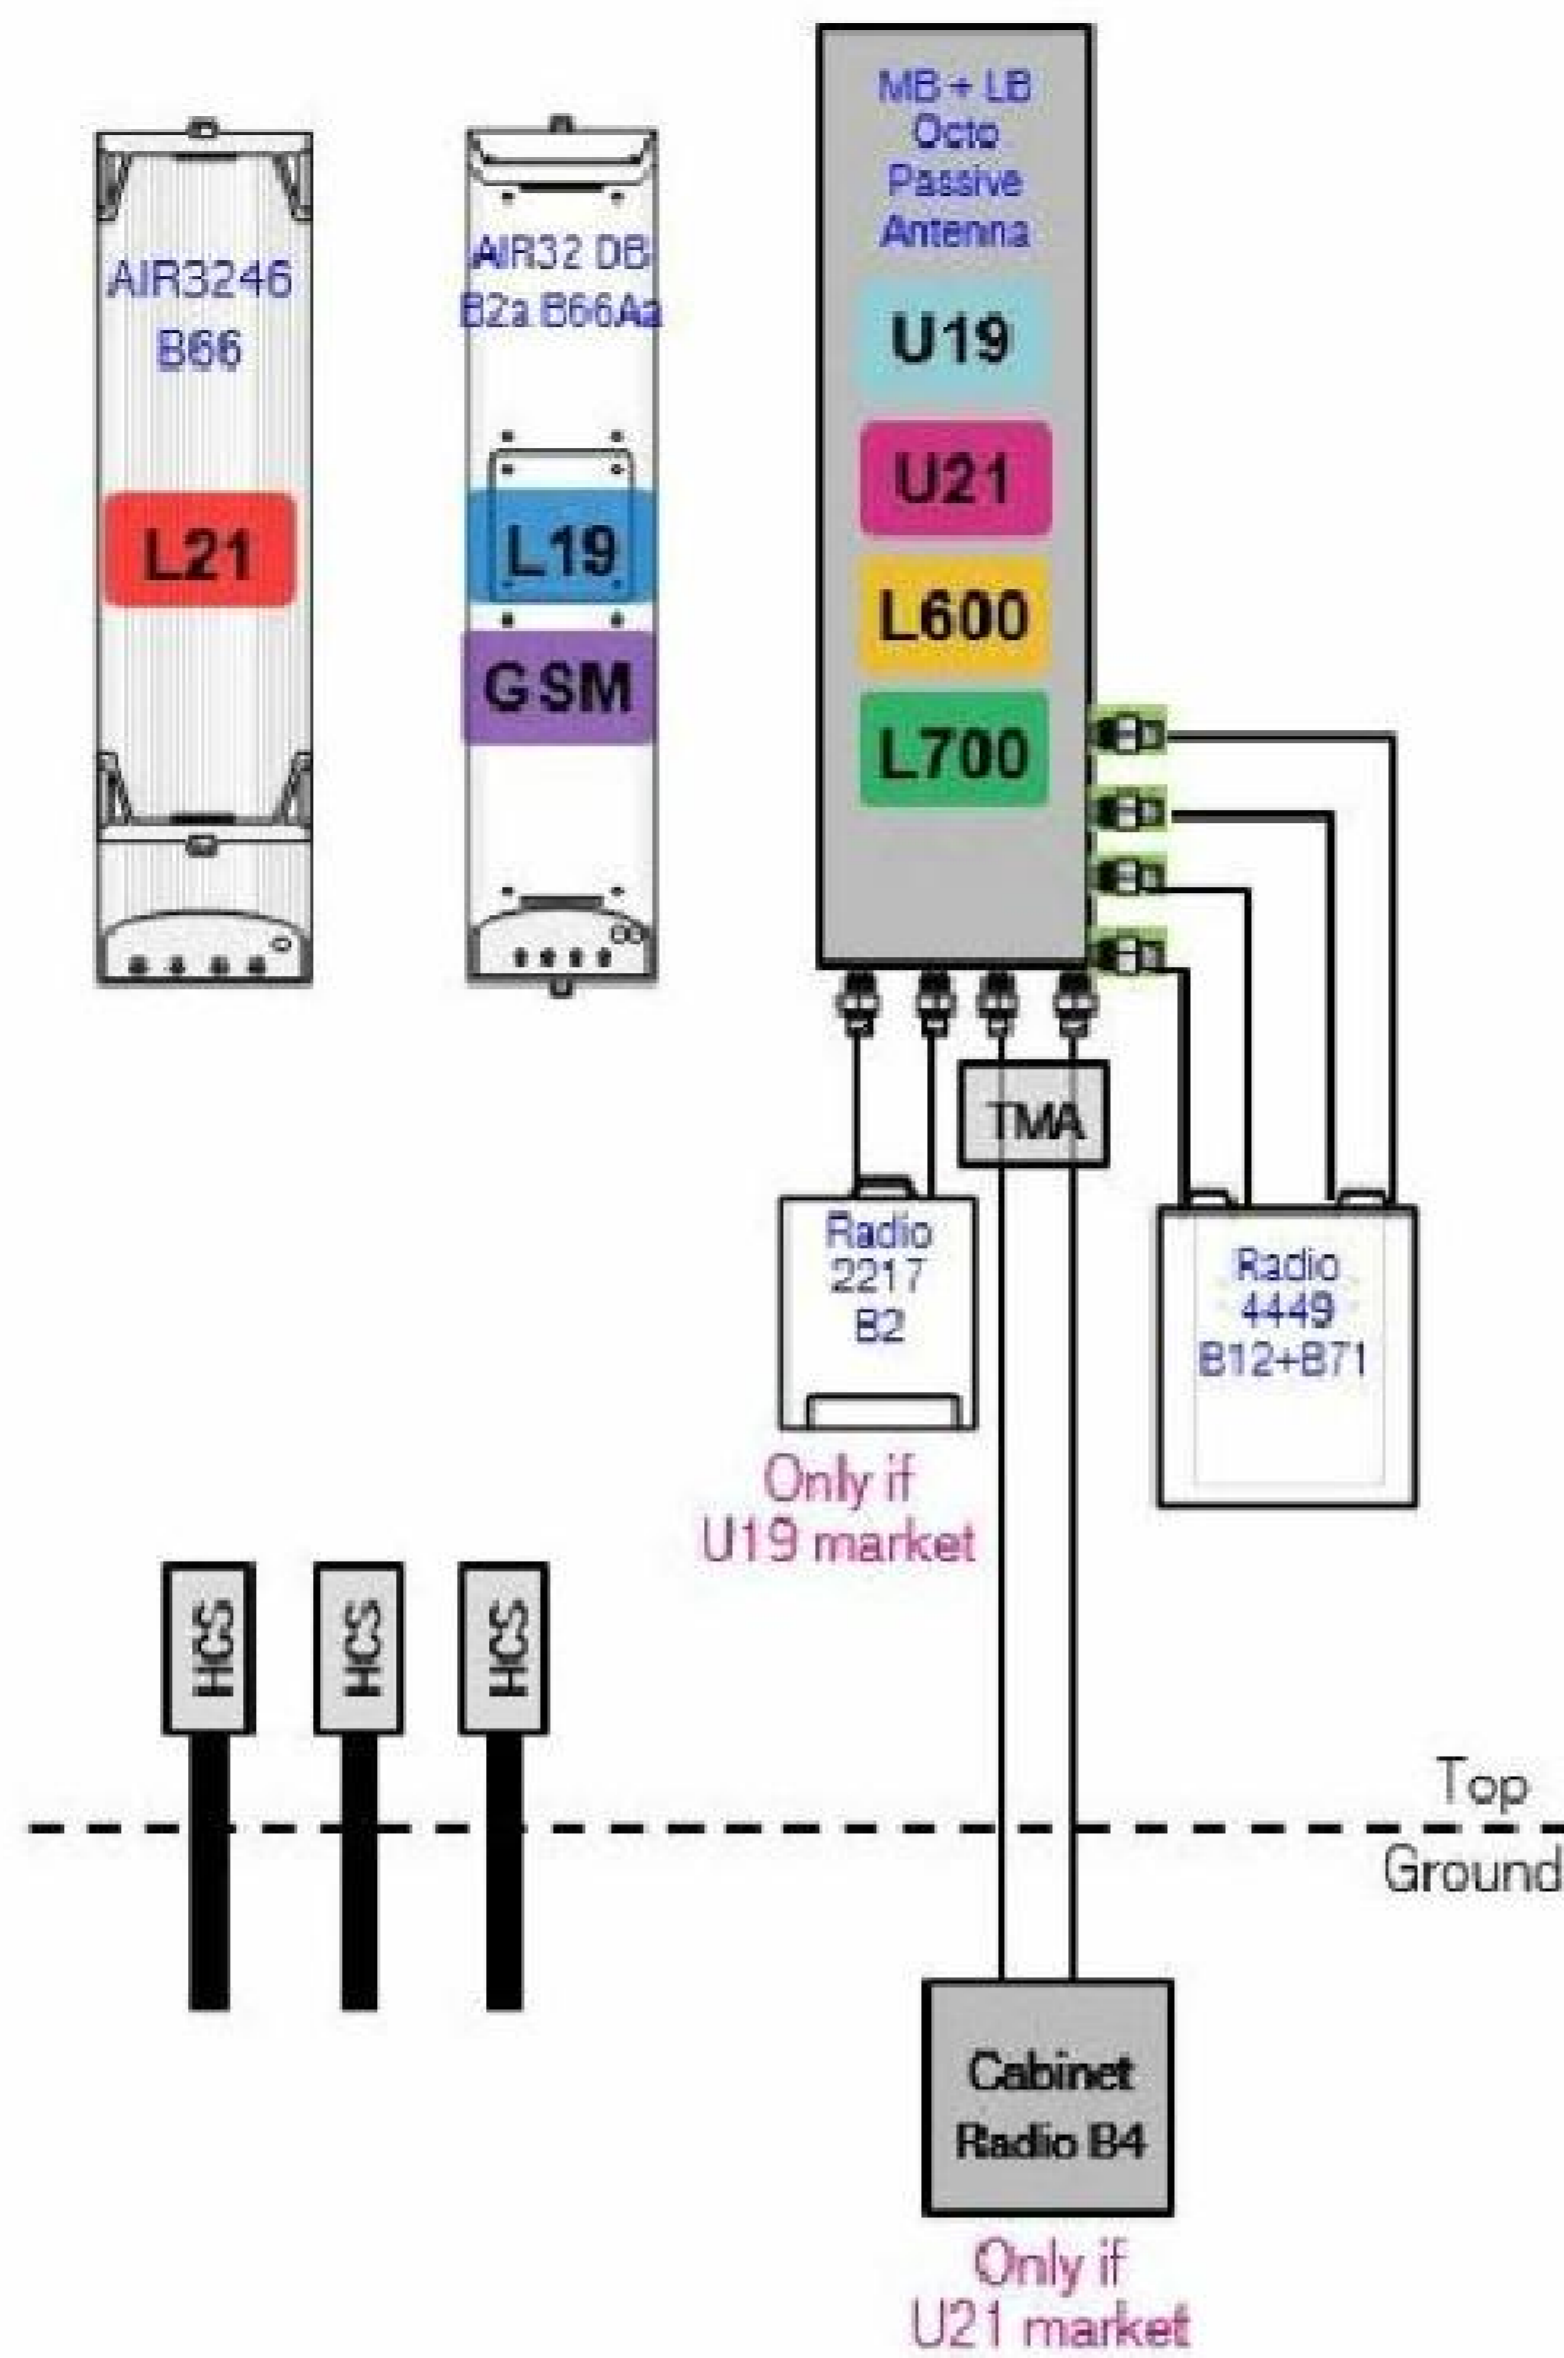 AIR3246
B66
L21
AIR32 DB
B2a B66Aa
L19
GSM
MB + LB
Octo
Passive
Antenna
U19
U21
L600
L700
TMA
Radio
2217
B2
Only if
U19 market
Radio
4449
B12+B71
HCS
HCS
HCS
Top
Ground
Cabinet
Radio B4
Only if
U21 market